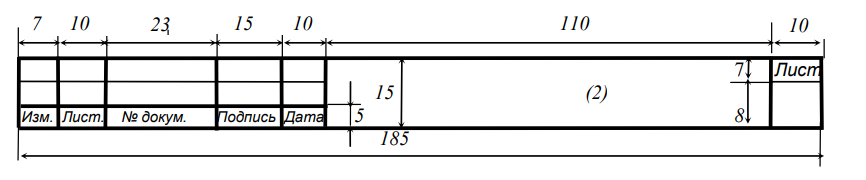 7 10 23 15 10 110 10
15 (2) 7 Лист
5 8
Изм. Лист. № докум. Подпись Дата
185